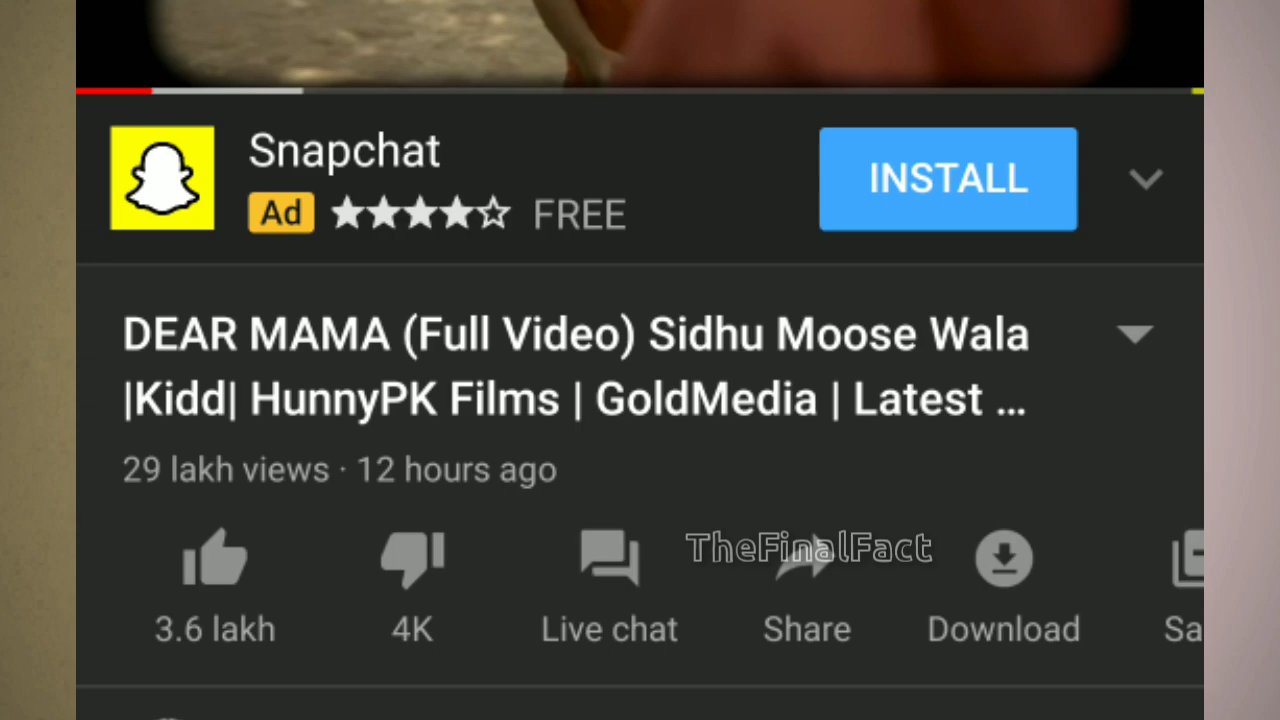 Snapchat
Ad FREE
INSTALL
DEAR MAMA (Full Video) Sidhu Moose Wala
|Kidd| HunnyPK Films | GoldMedia | Latest ...
29 lakh views · 12 hours ago
TheFinalFact
3.6 lakh 4K Live chat Share Download Sa